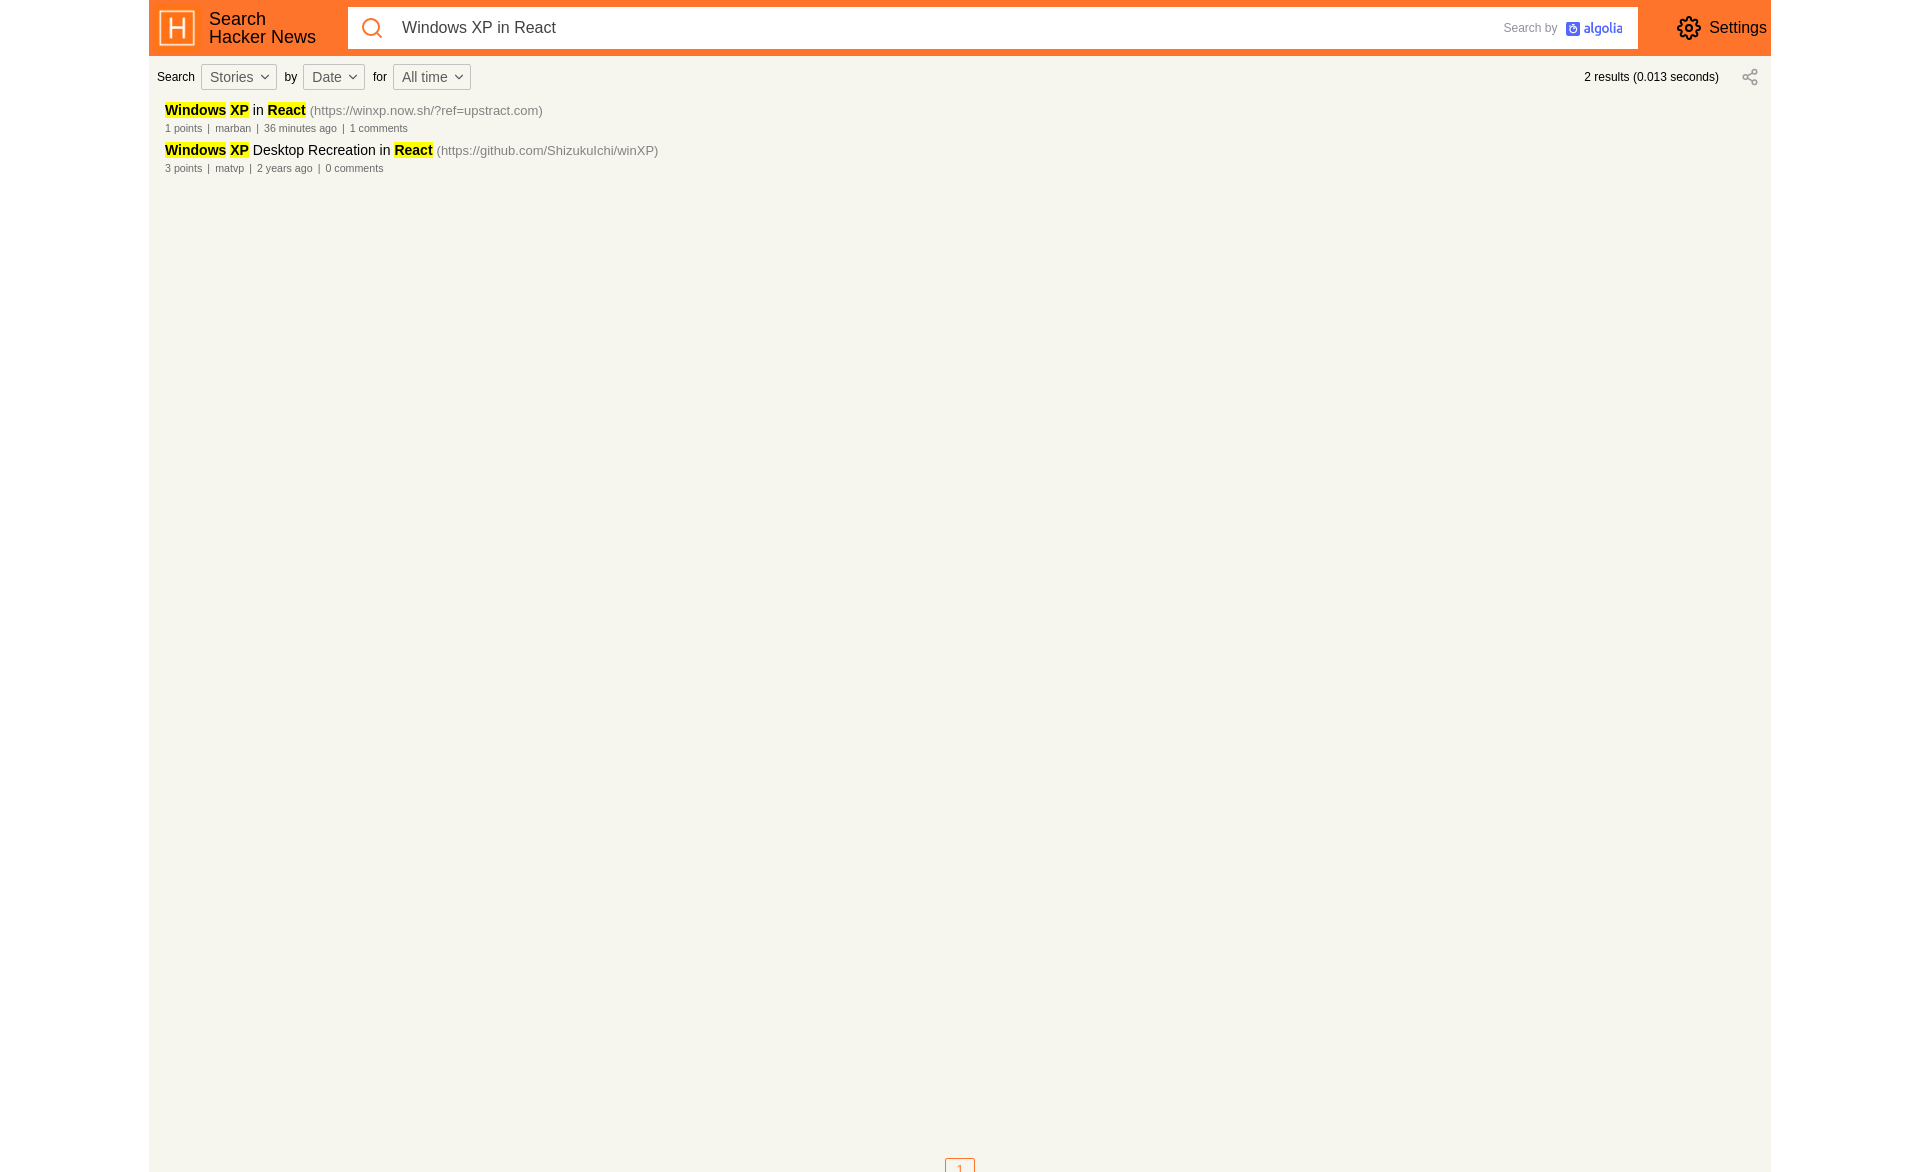 Search
Hacker News
Windows XP in React
Search by algolia
Settings
Search Stories by Date for All time
2 results (0.013 seconds)
Windows XP in React (https://winxp.now.sh/?ref=upstract.com)
1 points | marban | 36 minutes ago | 1 comments
Windows XP Desktop Recreation in React (https://github.com/ShizukuIchi/winXP)
3 points | matvp | 2 years ago | 0 comments
1